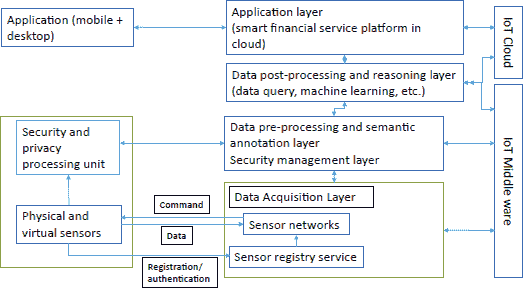 Application (mobile +
desktop)
Application layer
(smart financial service platform in
cloud)
IoT Cloud
Data post-processing and reasoning layer
(data query, machine learning, etc.)
Security and
privacy
processing unit
Data pre-processing and semantic
annotation layer
Security management layer
IoT Middle ware
Data Acquisition Layer
Physical and
virtual sensors
Command
Data
Sensor networks
Sensor registry service
Registration/
authentication